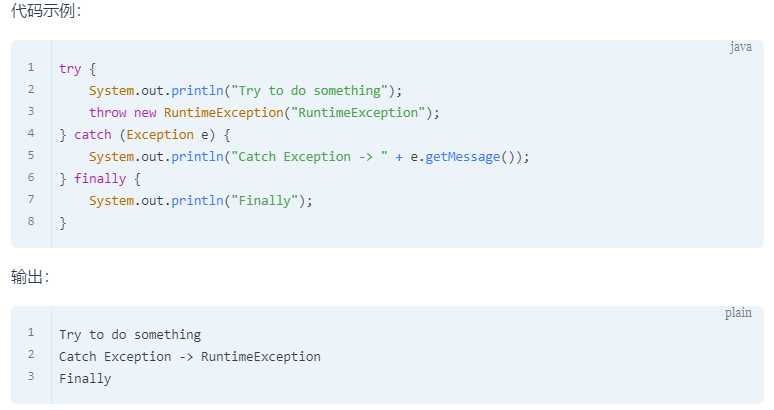 代码示例：
java
1 try {
2     System.out.println("Try to do something");
3     throw new RuntimeException("RuntimeException");
4 } catch (Exception e) {
5     System.out.println("Catch Exception -> " + e.getMessage());
6 } finally {
7     System.out.println("Finally");
8 }
输出：
plain
1 Try to do something
2 Catch Exception -> RuntimeException
3 Finally